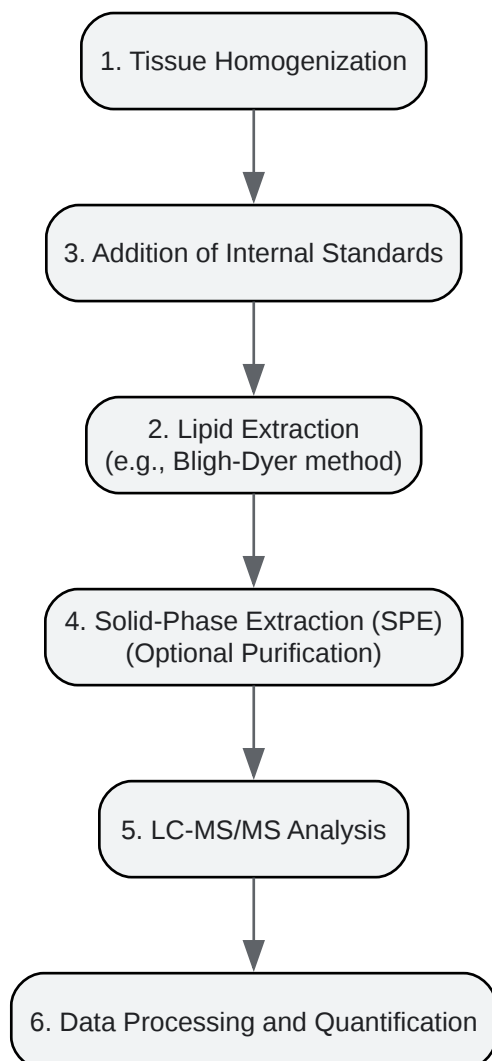 1. Tissue Homogenization
3. Addition of Internal Standards
2. Lipid Extraction
(e.g., Bligh-Dyer method)
4. Solid-Phase Extraction (SPE)
(Optional Purification)
5. LC-MS/MS Analysis
6. Data Processing and Quantification